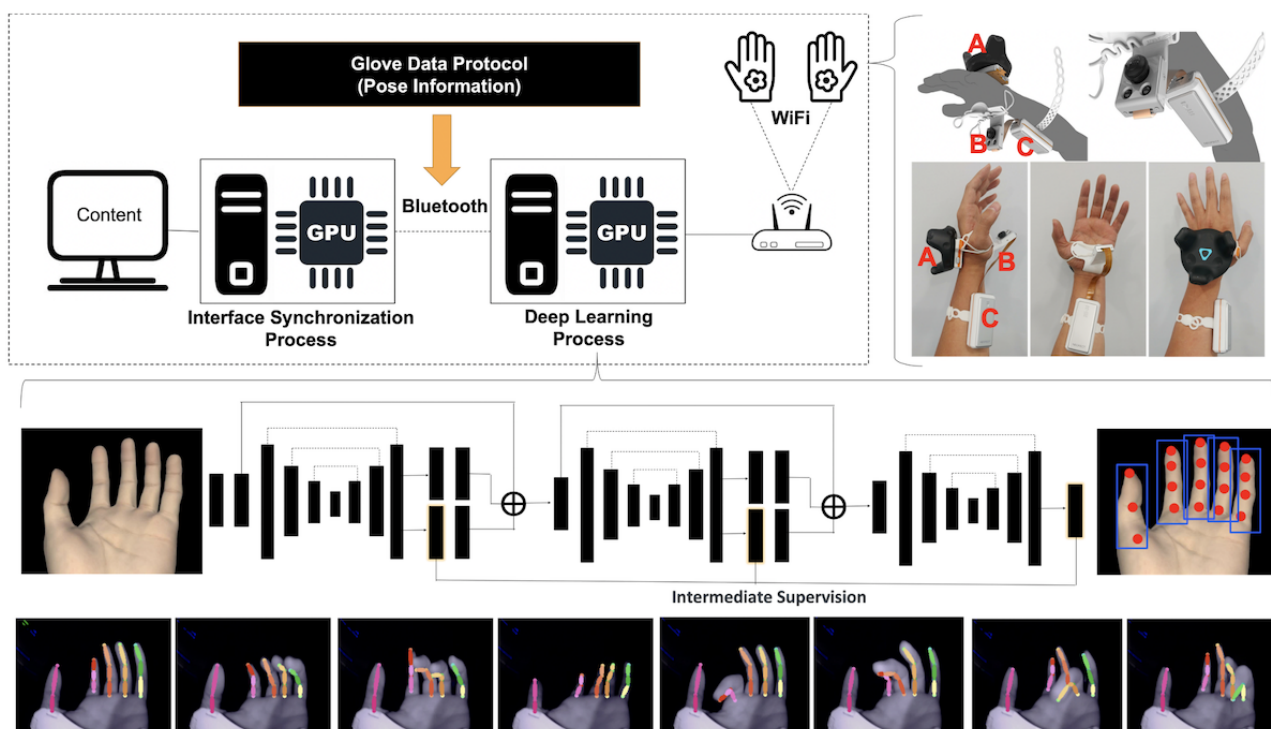 Glove Data Protocol
(Pose Information)
WiFi
Content
GPU
Bluetooth
GPU
Interface Synchronization
Process
Deep Learning
Process
A
B
C
A
B
C
Intermediate Supervision